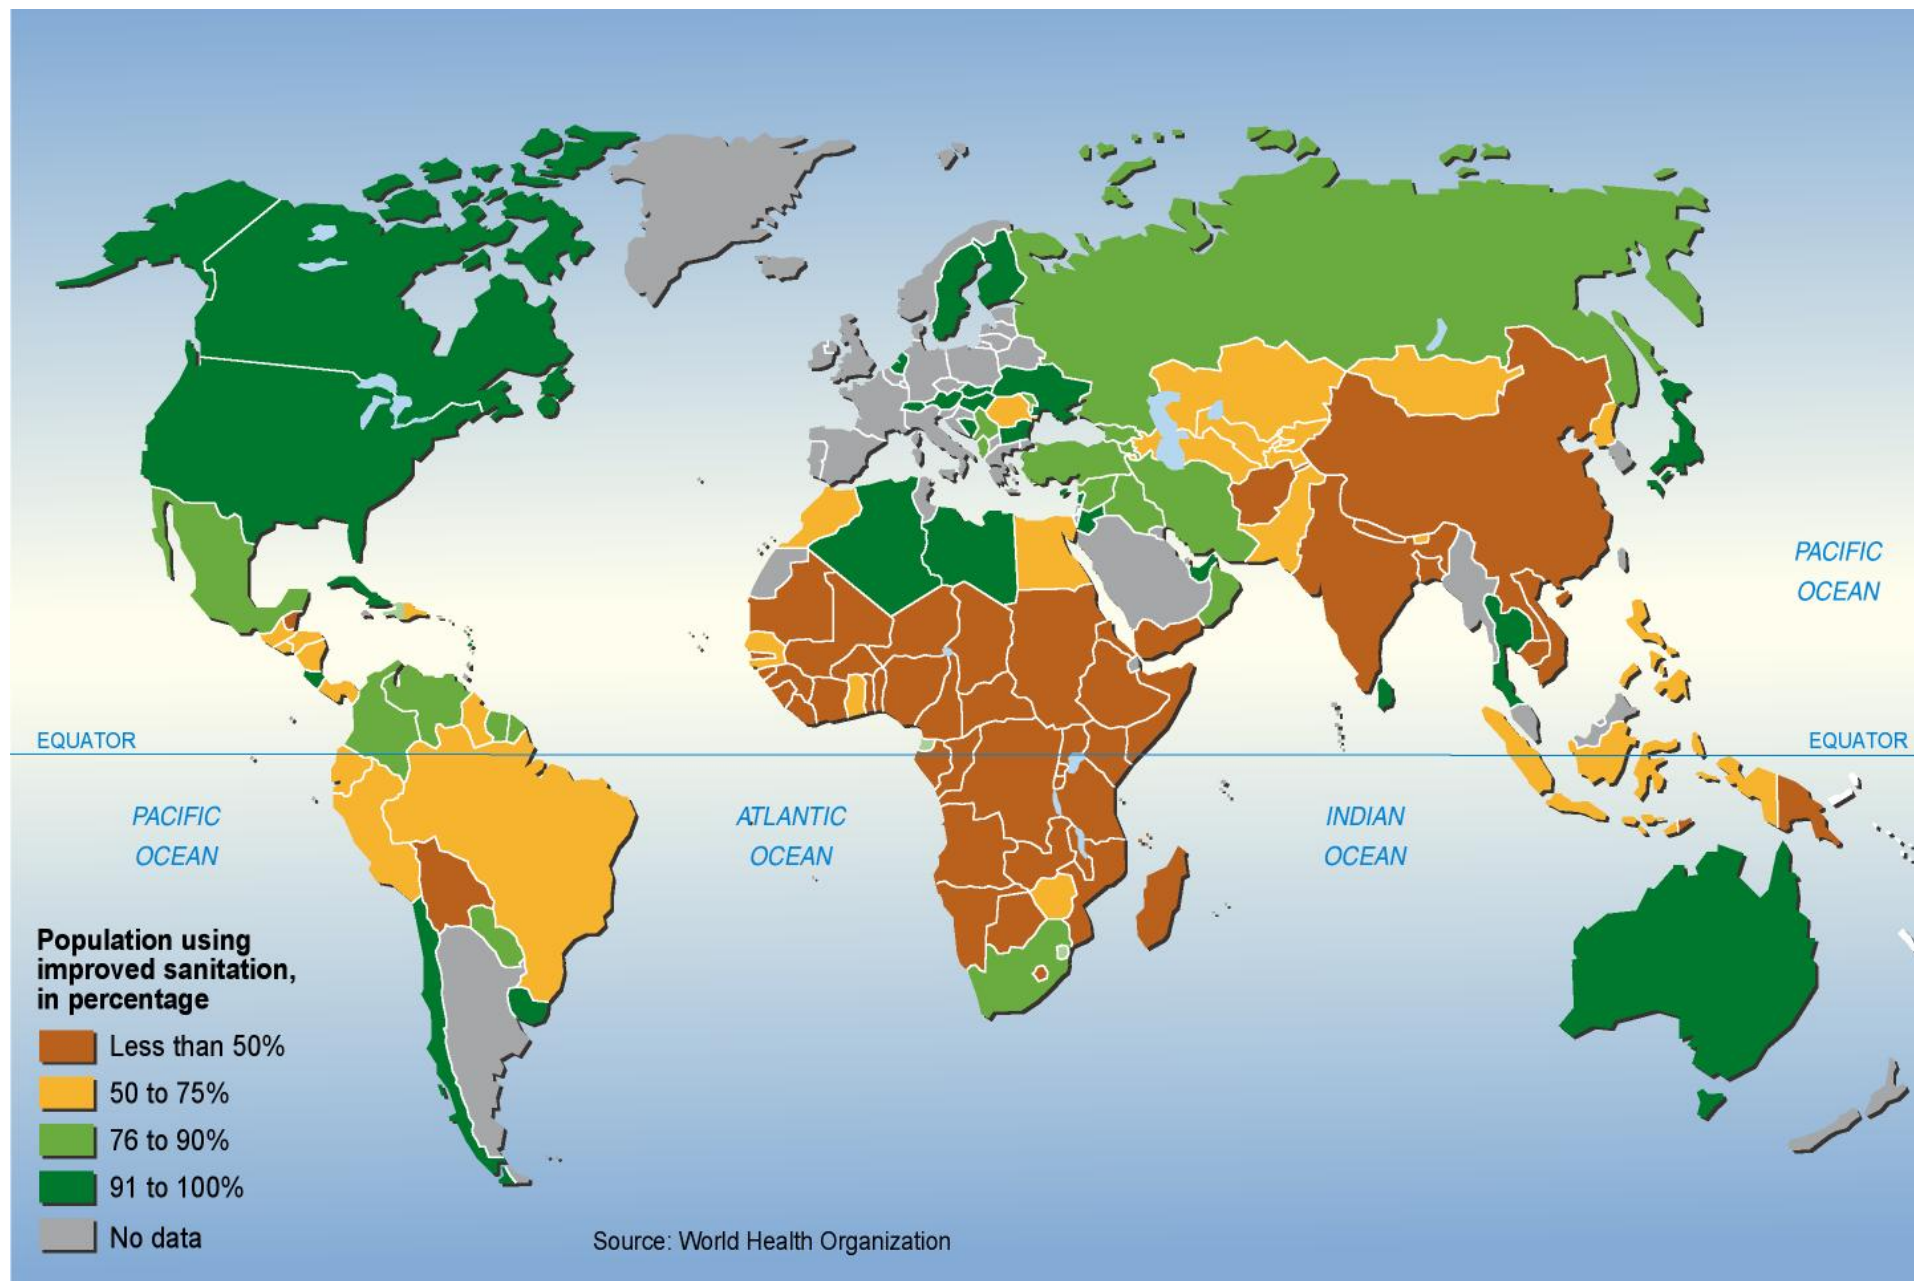 PACIFIC
OCEAN
EQUATOR
EQUATOR
PACIFIC
OCEAN
ATLANTIC
OCEAN
INDIAN
OCEAN
Population using
improved sanitation,
in percentage
Less than 50%
50 to 75%
76 to 90%
91 to 100%
No data
Source: World Health Organization